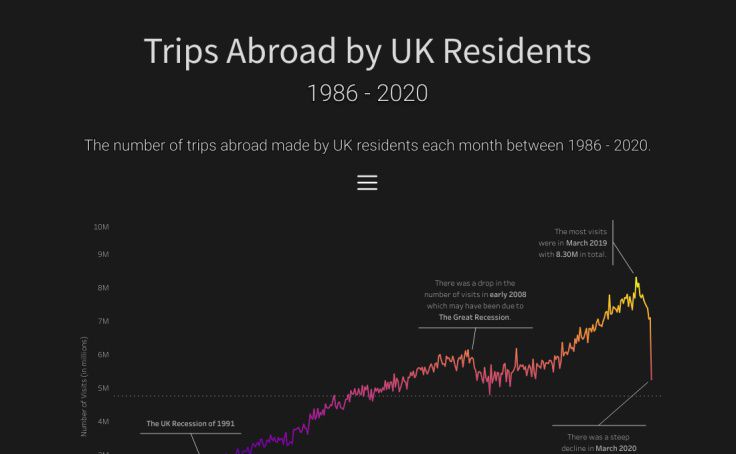 Trips Abroad by UK Residents
1986 - 2020
The number of trips abroad made by UK residents each month between 1986 - 2020.
10M
The most visits
were in March 2019
with 8.30M in total.
9M
There was a drop in the
number of visits in early 2008
which may have been due to
The Great Recession.
8M
7M
6M
5M
4M
Number of Visits (in millions)
The UK Recession of 1991
There was a steep
decline in March 2020